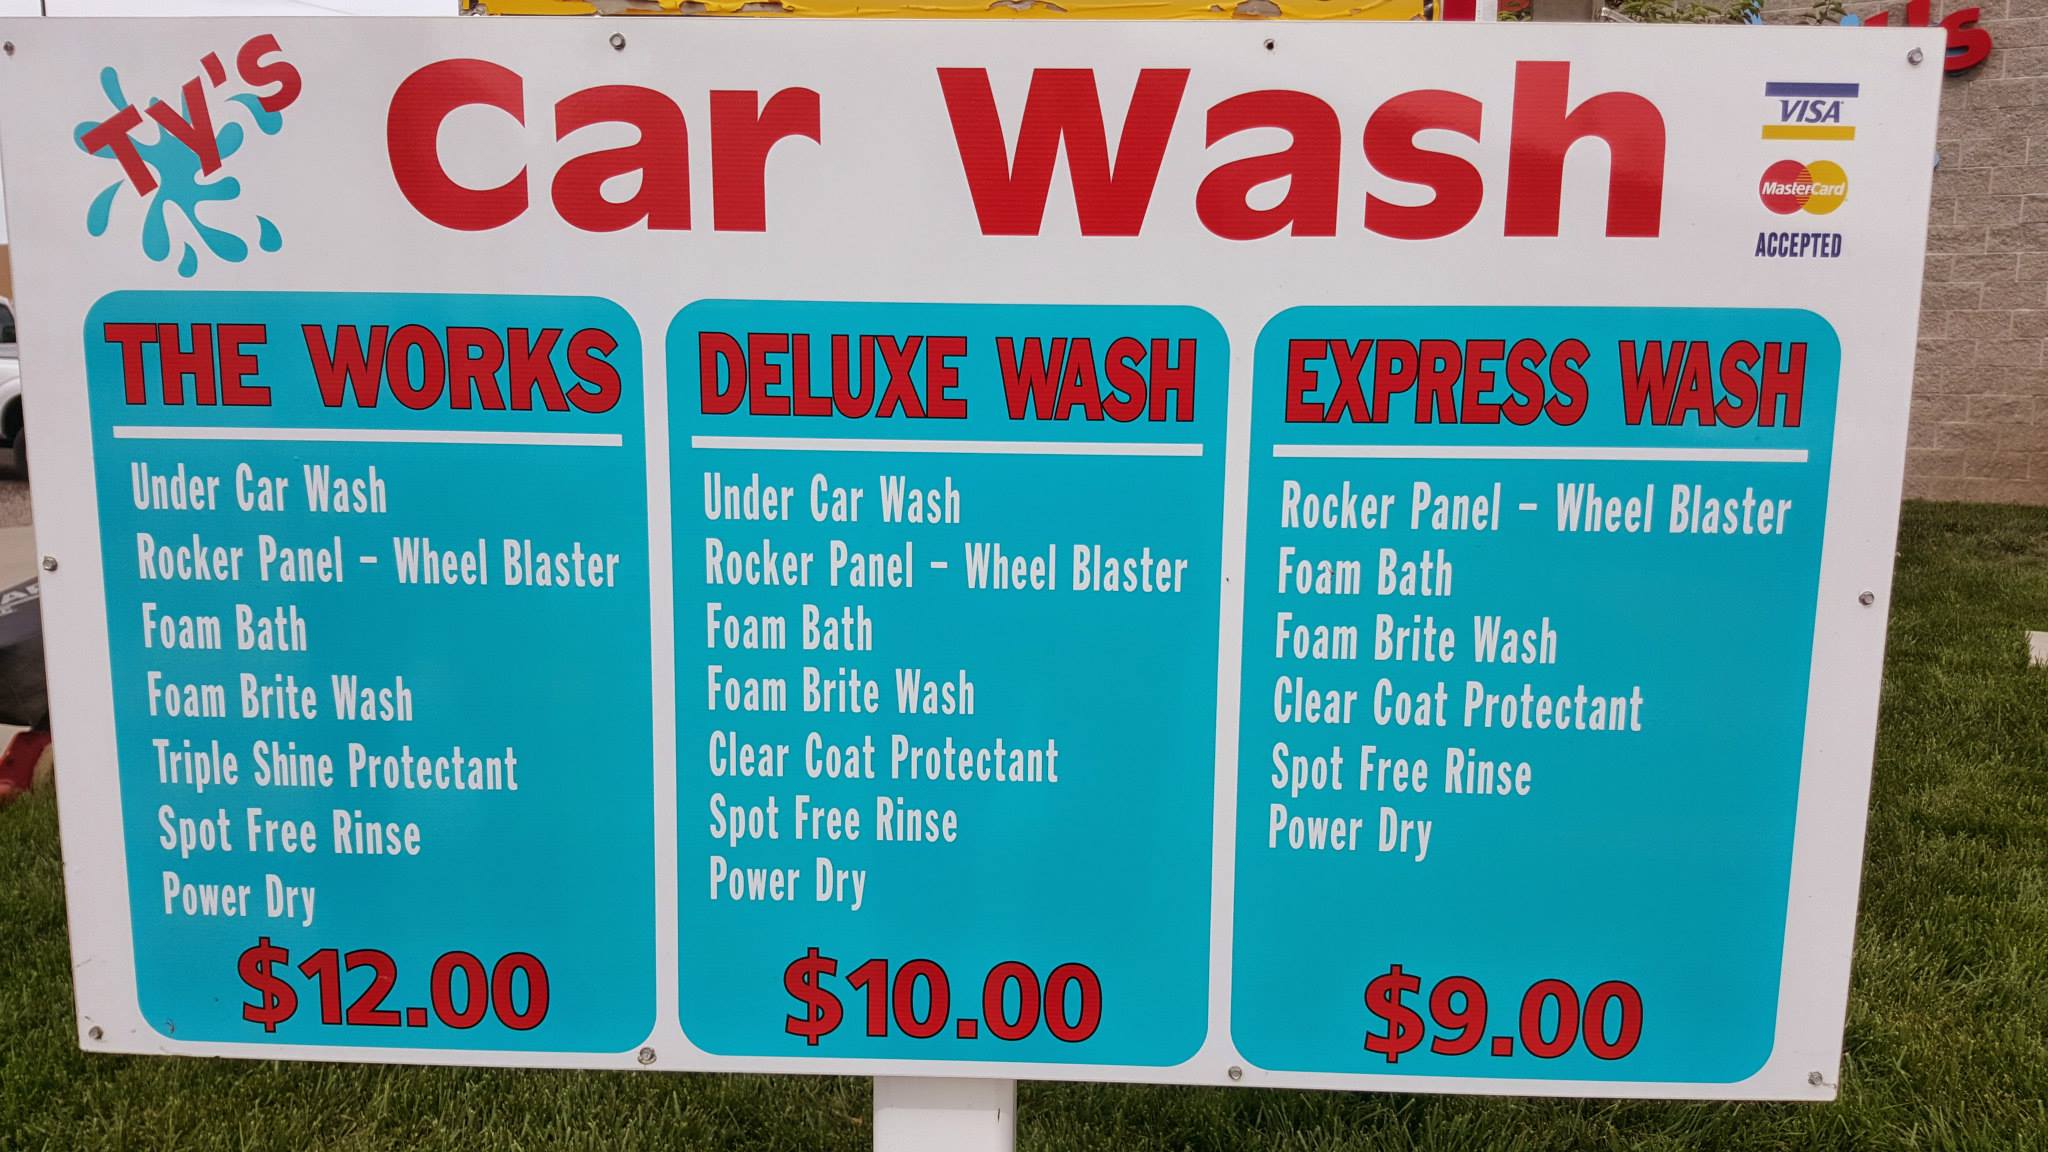 Ty's
Car Wash
VISA
MasterCard
ACCEPTED
THE WORKS
Under Car Wash
Rocker Panel - Wheel Blaster
Foam Bath
Foam Brite Wash
Triple Shine Protectant
Spot Free Rinse
Power Dry
$12.00
DELUXE WASH
Under Car Wash
Rocker Panel - Wheel Blaster
Foam Bath
Foam Brite Wash
Clear Coat Protectant
Spot Free Rinse
Power Dry
$10.00
EXPRESS WASH
Rocker Panel - Wheel Blaster
Foam Bath
Foam Brite Wash
Clear Coat Protectant
Spot Free Rinse
Power Dry
$9.00